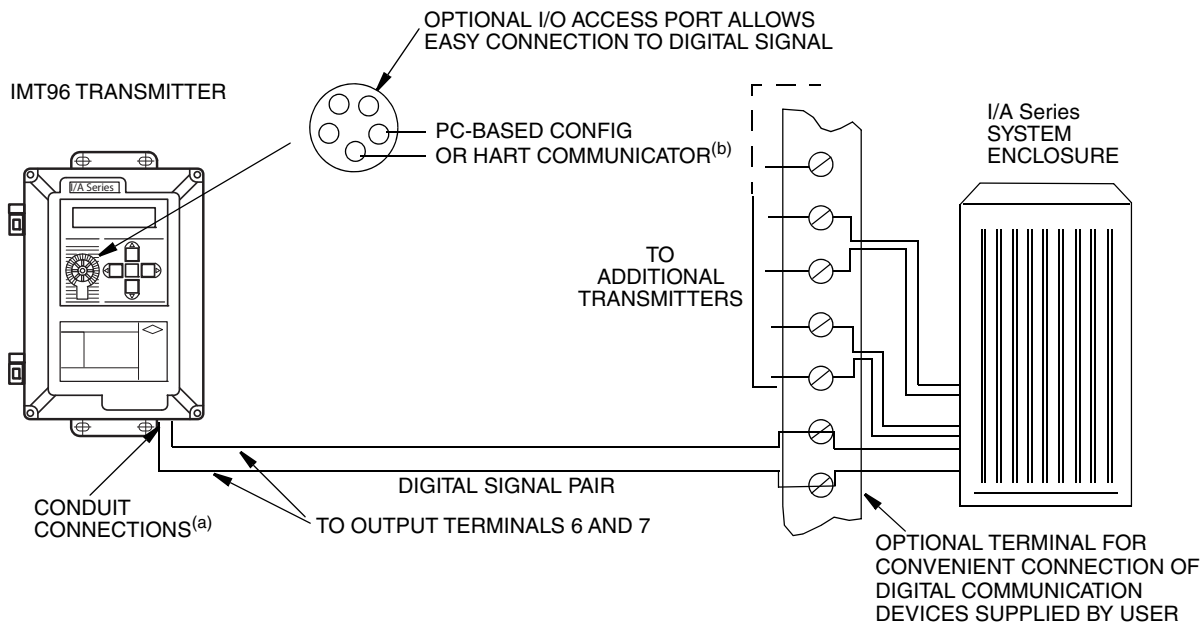 OPTIONAL I/O ACCESS PORT ALLOWS
EASY CONNECTION TO DIGITAL SIGNAL
IMT96 TRANSMITTER
PC-BASED CONFIG
OR HART COMMUNICATOR(b)
I/A Series
SYSTEM
ENCLOSURE
I/A Series
TO
ADDITIONAL
TRANSMITTERS
DIGITAL SIGNAL PAIR
CONDUIT
CONNECTIONS(a)
TO OUTPUT TERMINALS 6 AND 7
OPTIONAL TERMINAL FOR
CONVENIENT CONNECTION OF
DIGITAL COMMUNICATION
DEVICES SUPPLIED BY USER